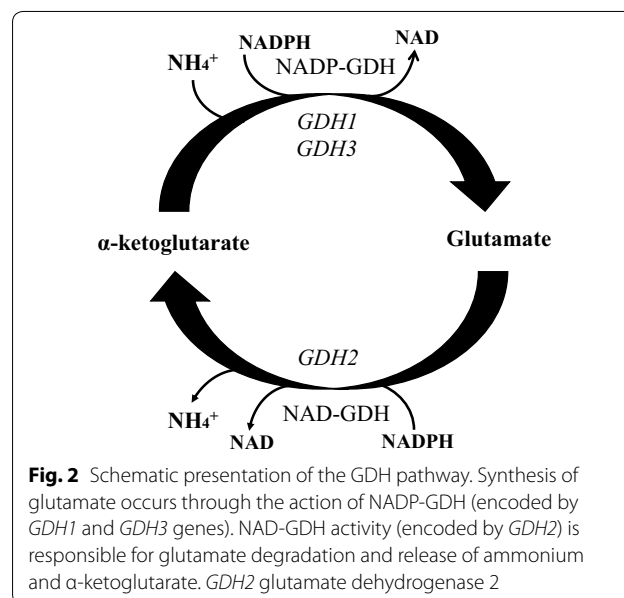 NADPH
NAD
NH₄⁺
NADP-GDH
GDH1
GDH3
α-ketoglutarate
Glutamate
GDH2
NH₄⁺
NAD-GDH
NAD
NADPH
Fig. 2 Schematic presentation of the GDH pathway. Synthesis of
glutamate occurs through the action of NADP-GDH (encoded by
GDH1 and GDH3 genes). NAD-GDH activity (encoded by GDH2) is
responsible for glutamate degradation and release of ammonium
and α-ketoglutarate. GDH2 glutamate dehydrogenase 2